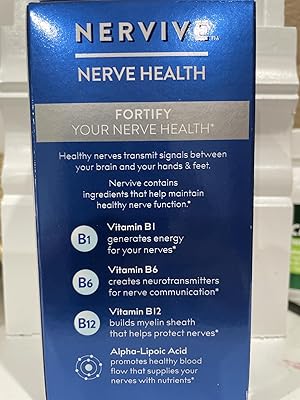 NERVIVE
NERVE HEALTH
FORTIFY
YOUR NERVE HEALTH*
Healthy nerves transmit signals between
your brain and your hands & feet.
Nervive contains
ingredients that help maintain
healthy nerve function.*
B1
Vitamin B1
generates energy
for your nerves*
B6
Vitamin B6
creates neurotransmitters
for nerve communication*
B12
Vitamin B12
builds myelin sheath
that helps protect nerves*
Alpha-Lipoic Acid
promotes healthy blood
flow that supplies your
nerves with nutrients*